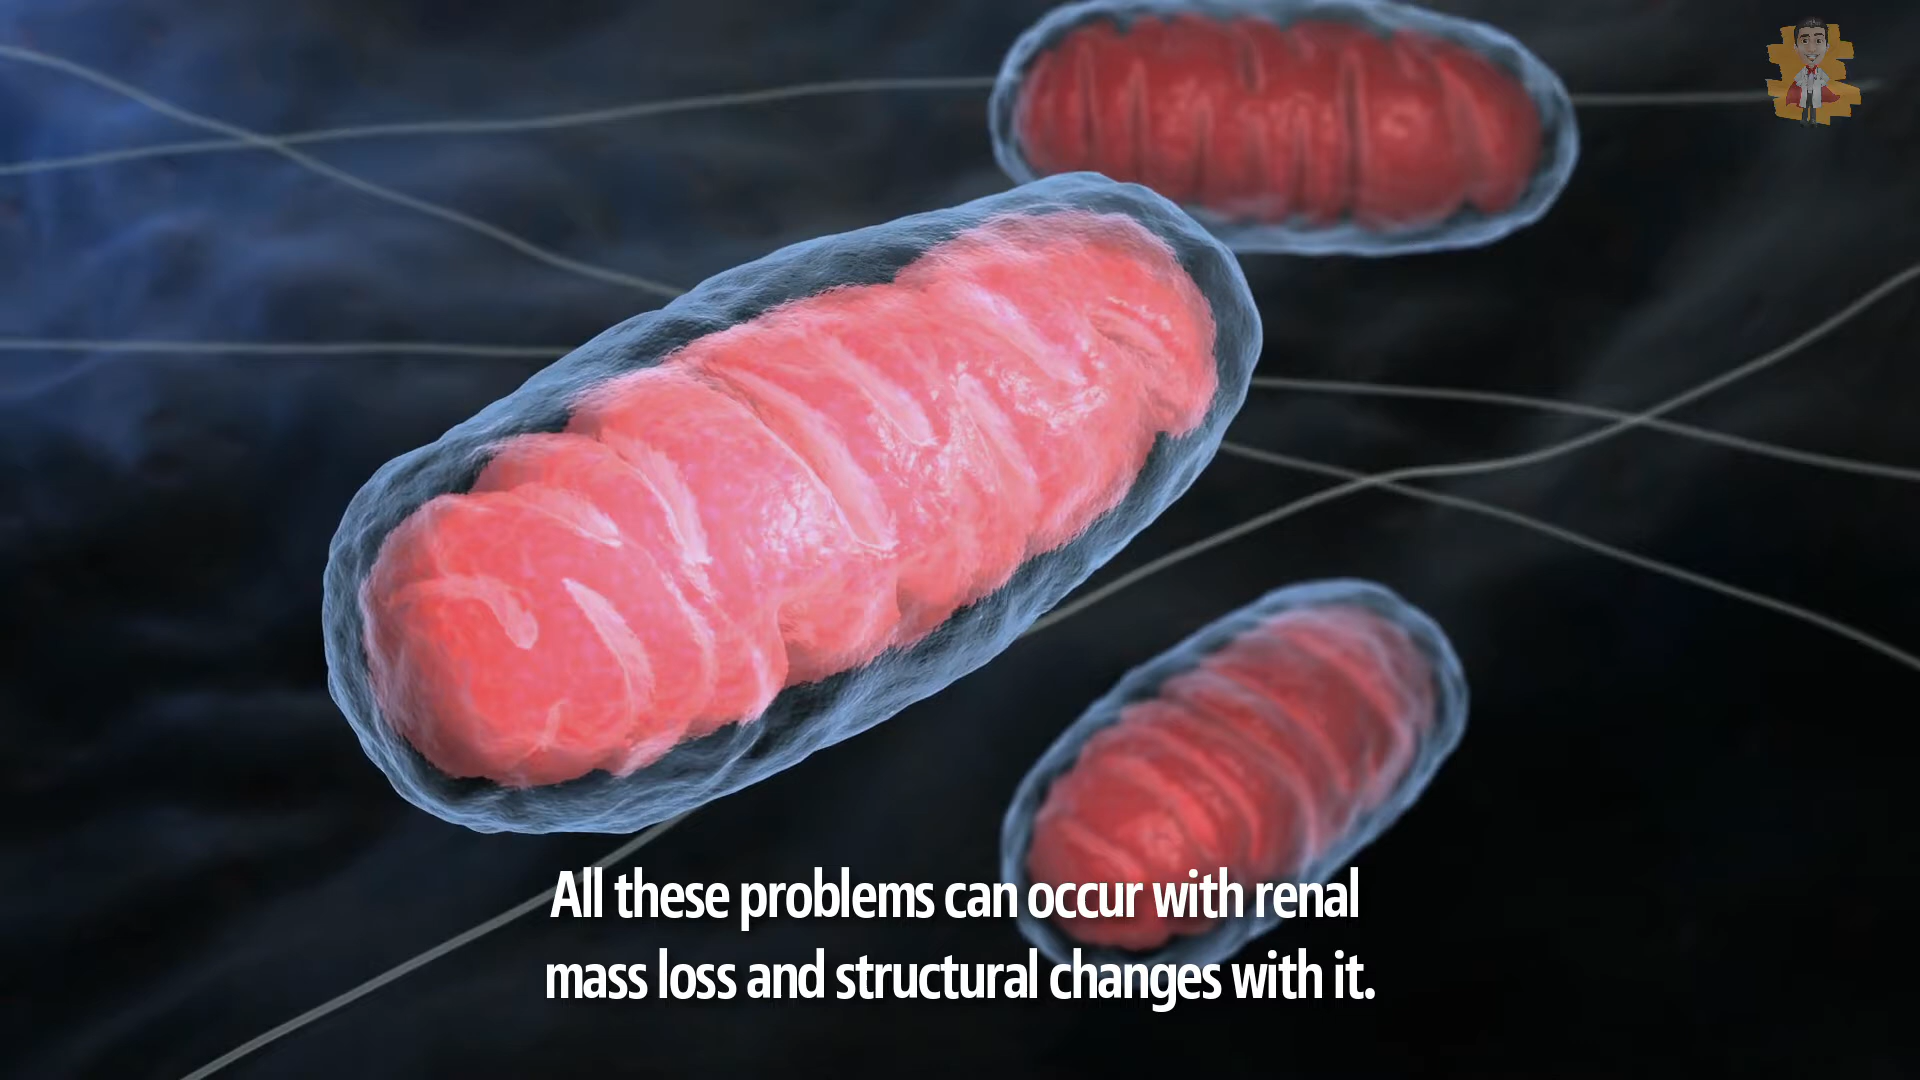 All these problems can occur with renal
mass loss and structural changes with it.